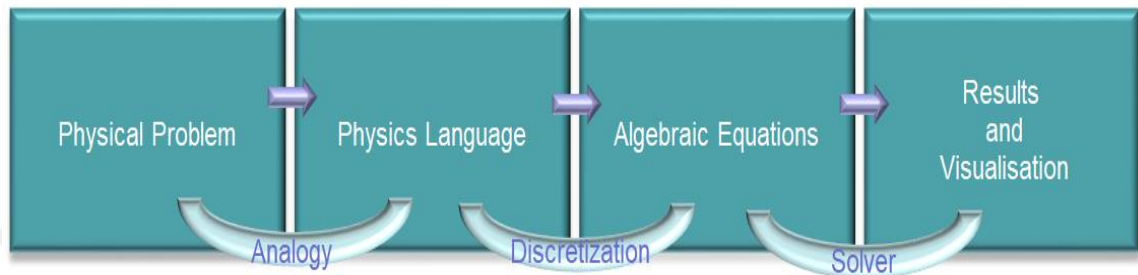 Physical Problem
Physics Language
Algebraic Equations
Results
and
Visualisation
Analogy
Discretization
Solver